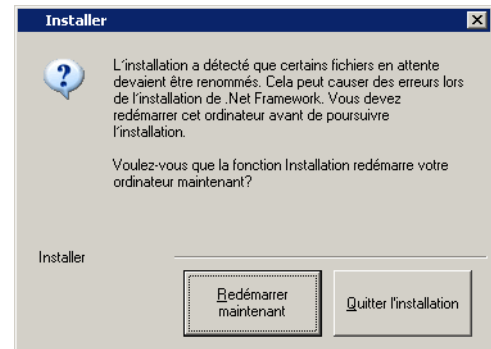 Installer
L'installation a détecté que certains fichiers en attente
devaient être renommés. Cela peut causer des erreurs lors
de l'installation de .Net Framework. Vous devez
redémarrer cet ordinateur avant de poursuivre
l'installation.
Voulez-vous que la fonction Installation redémarre votre
ordinateur maintenant?
Installer
Redémarrer
maintenant
Quitter l'installation